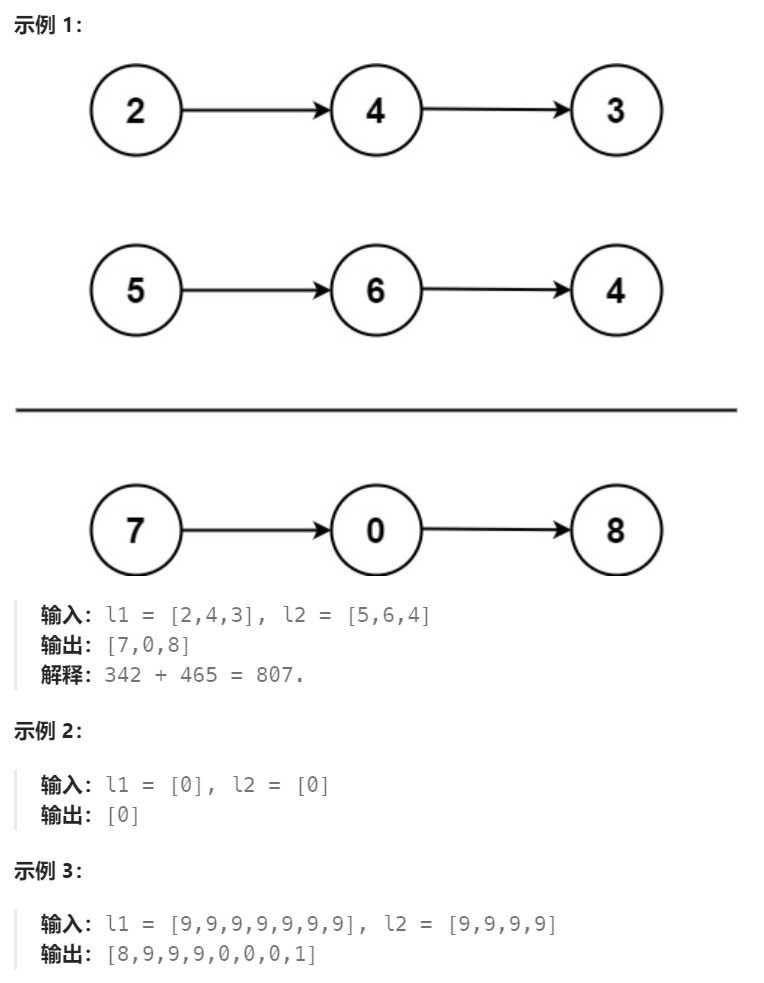 示例 1：
2 4 3
5 6 4
7 0 8
输入：l1 = [2,4,3], l2 = [5,6,4]
输出：[7,0,8]
解释：342 + 465 = 807.
示例 2：
输入：l1 = [0], l2 = [0]
输出：[0]
示例 3：
输入：l1 = [9,9,9,9,9,9,9], l2 = [9,9,9,9]
输出：[8,9,9,9,0,0,0,1]